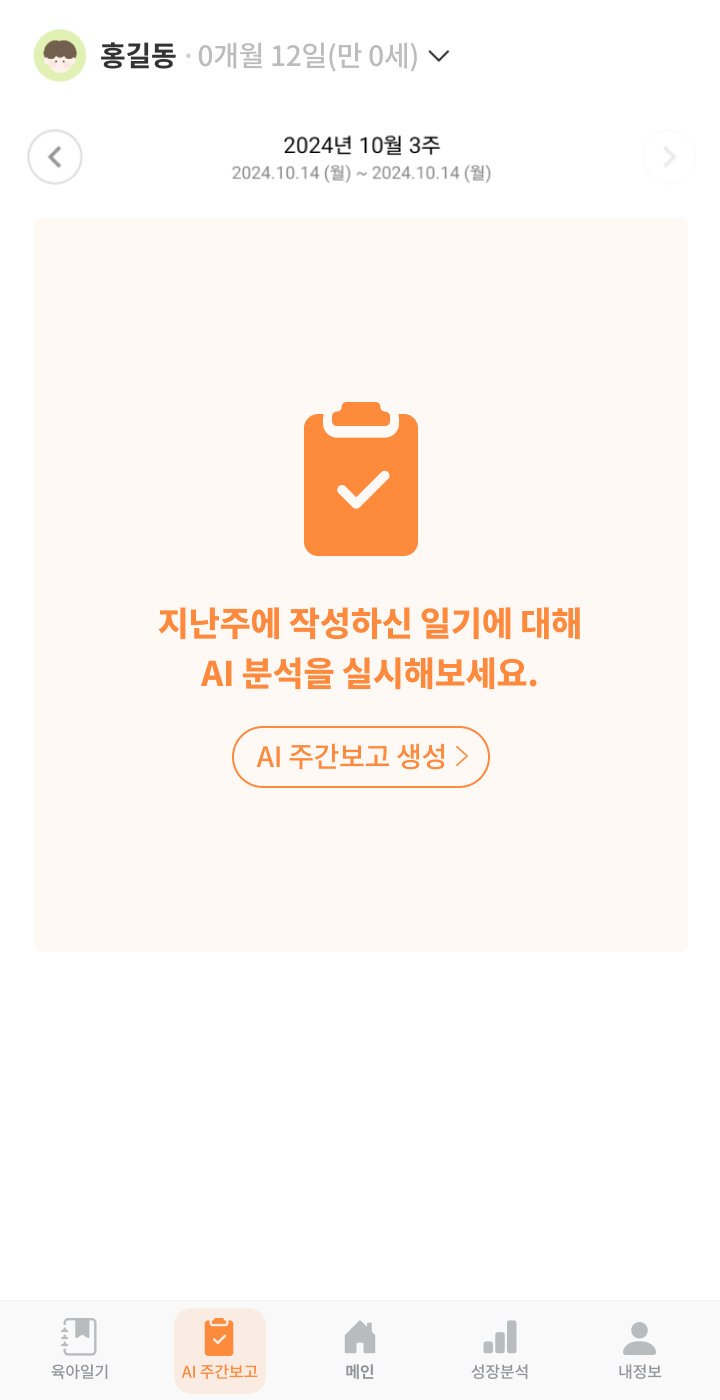 홍길동 · 0개월 12일(만 0세)
2024년 10월 3주
2024.10.14 (월) ~ 2024.10.14 (월)
지난주에 작성하신 일기에 대해
AI 분석을 실시해보세요.
AI 주간보고 생성 >
육아일기 AI 주간보고 메인 성장분석 내정보